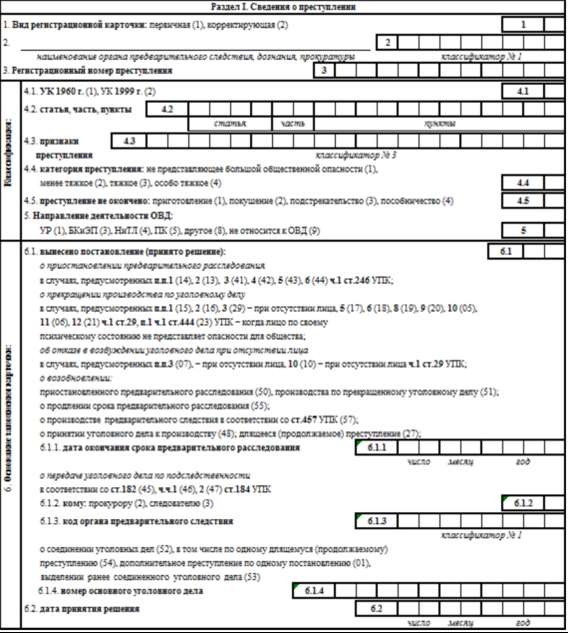 Раздел I. Сведения о преступлении
1. Вид регистрационной карточки: первичная (1), корректирующая (2) 1
2. 2
наименование органа предварительного следствия, дознания, прокуратуры классификатор № 1
3. Регистрационный номер преступления 3
Классификация:
4.1. УК 1960 г. (1), УК 1999 г. (2) 4.1
4.2. статья, часть, пункты 4.2
статья часть пункты
4.3. признаки 4.3
преступления классификатор № 3
4.4. категория преступления: не представляющее большой общественной опасности (1),
менее тяжкое (2), тяжкое (3), особо тяжкое (4) 4.4
4.5. преступление не окончено: приготовление (1), покушение (2), подстрекательство (3), пособничество (4) 4.5
5. Направление деятельности ОВД:
УР (1), БКиЭП (3), НиТЛ (4), ПК (5), другое (8), не относится к ОВД (9) 5
6. Основание заполнения карточки:
6.1. вынесено постановление (принято решение): 6.1
о приостановлении предварительного расследования
в случаях, предусмотренных п.п.1 (14), 2 (13), 3 (41), 4 (42), 5 (43), 6 (44) ч.1 ст.246 УПК;
о прекращении производства по уголовному делу
в случаях, предусмотренных п.п.1 (15), 2 (16), 3 (29) – при отсутствии лица, 5 (17), 6 (18), 8 (19), 9 (20), 10 (05),
11 (06), 12 (21) ч.1 ст.29, п.1 ч.1 ст.444 (23) УПК – когда лицо по своему
психическому состоянию не представляет опасности для общества;
об отказе в возбуждении уголовного дела при отсутствии лица
в случаях, предусмотренных п.п.3 (07), – при отсутствии лица, 10 (10) – при отсутствии лица ч.1 ст.29 УПК;
о возобновлении:
приостановленного предварительного расследования (50), производства по прекращенному уголовному делу (51);
о продлении срока предварительного расследования (55);
о производстве предварительного следствия в соответствии со ст.457 УПК (57);
о принятии уголовного дела к производству (48); длящееся (продолжаемое) преступление (27);
6.1.1. дата окончания срока предварительного расследования 6.1.1
число месяц год
о передаче уголовного дела по подследственности
в соответствии со ст.182 (45), ч.ч.1 (46), 2 (47) ст.184 УПК
6.1.2. кому: прокурору (2), следователю (3) 6.1.2
6.1.3. код органа предварительного следствия 6.1.3
классификатор № 1
о соединении уголовных дел (52), в том числе по одному длящемуся (продолжаемому)
преступлению (54), дополнительное преступление по одному постановлению (01),
выделении ранее соединенного уголовного дела (53)
6.1.4. номер основного уголовного дела 6.1.4
6.2. дата принятия решения 6.2
число месяц год